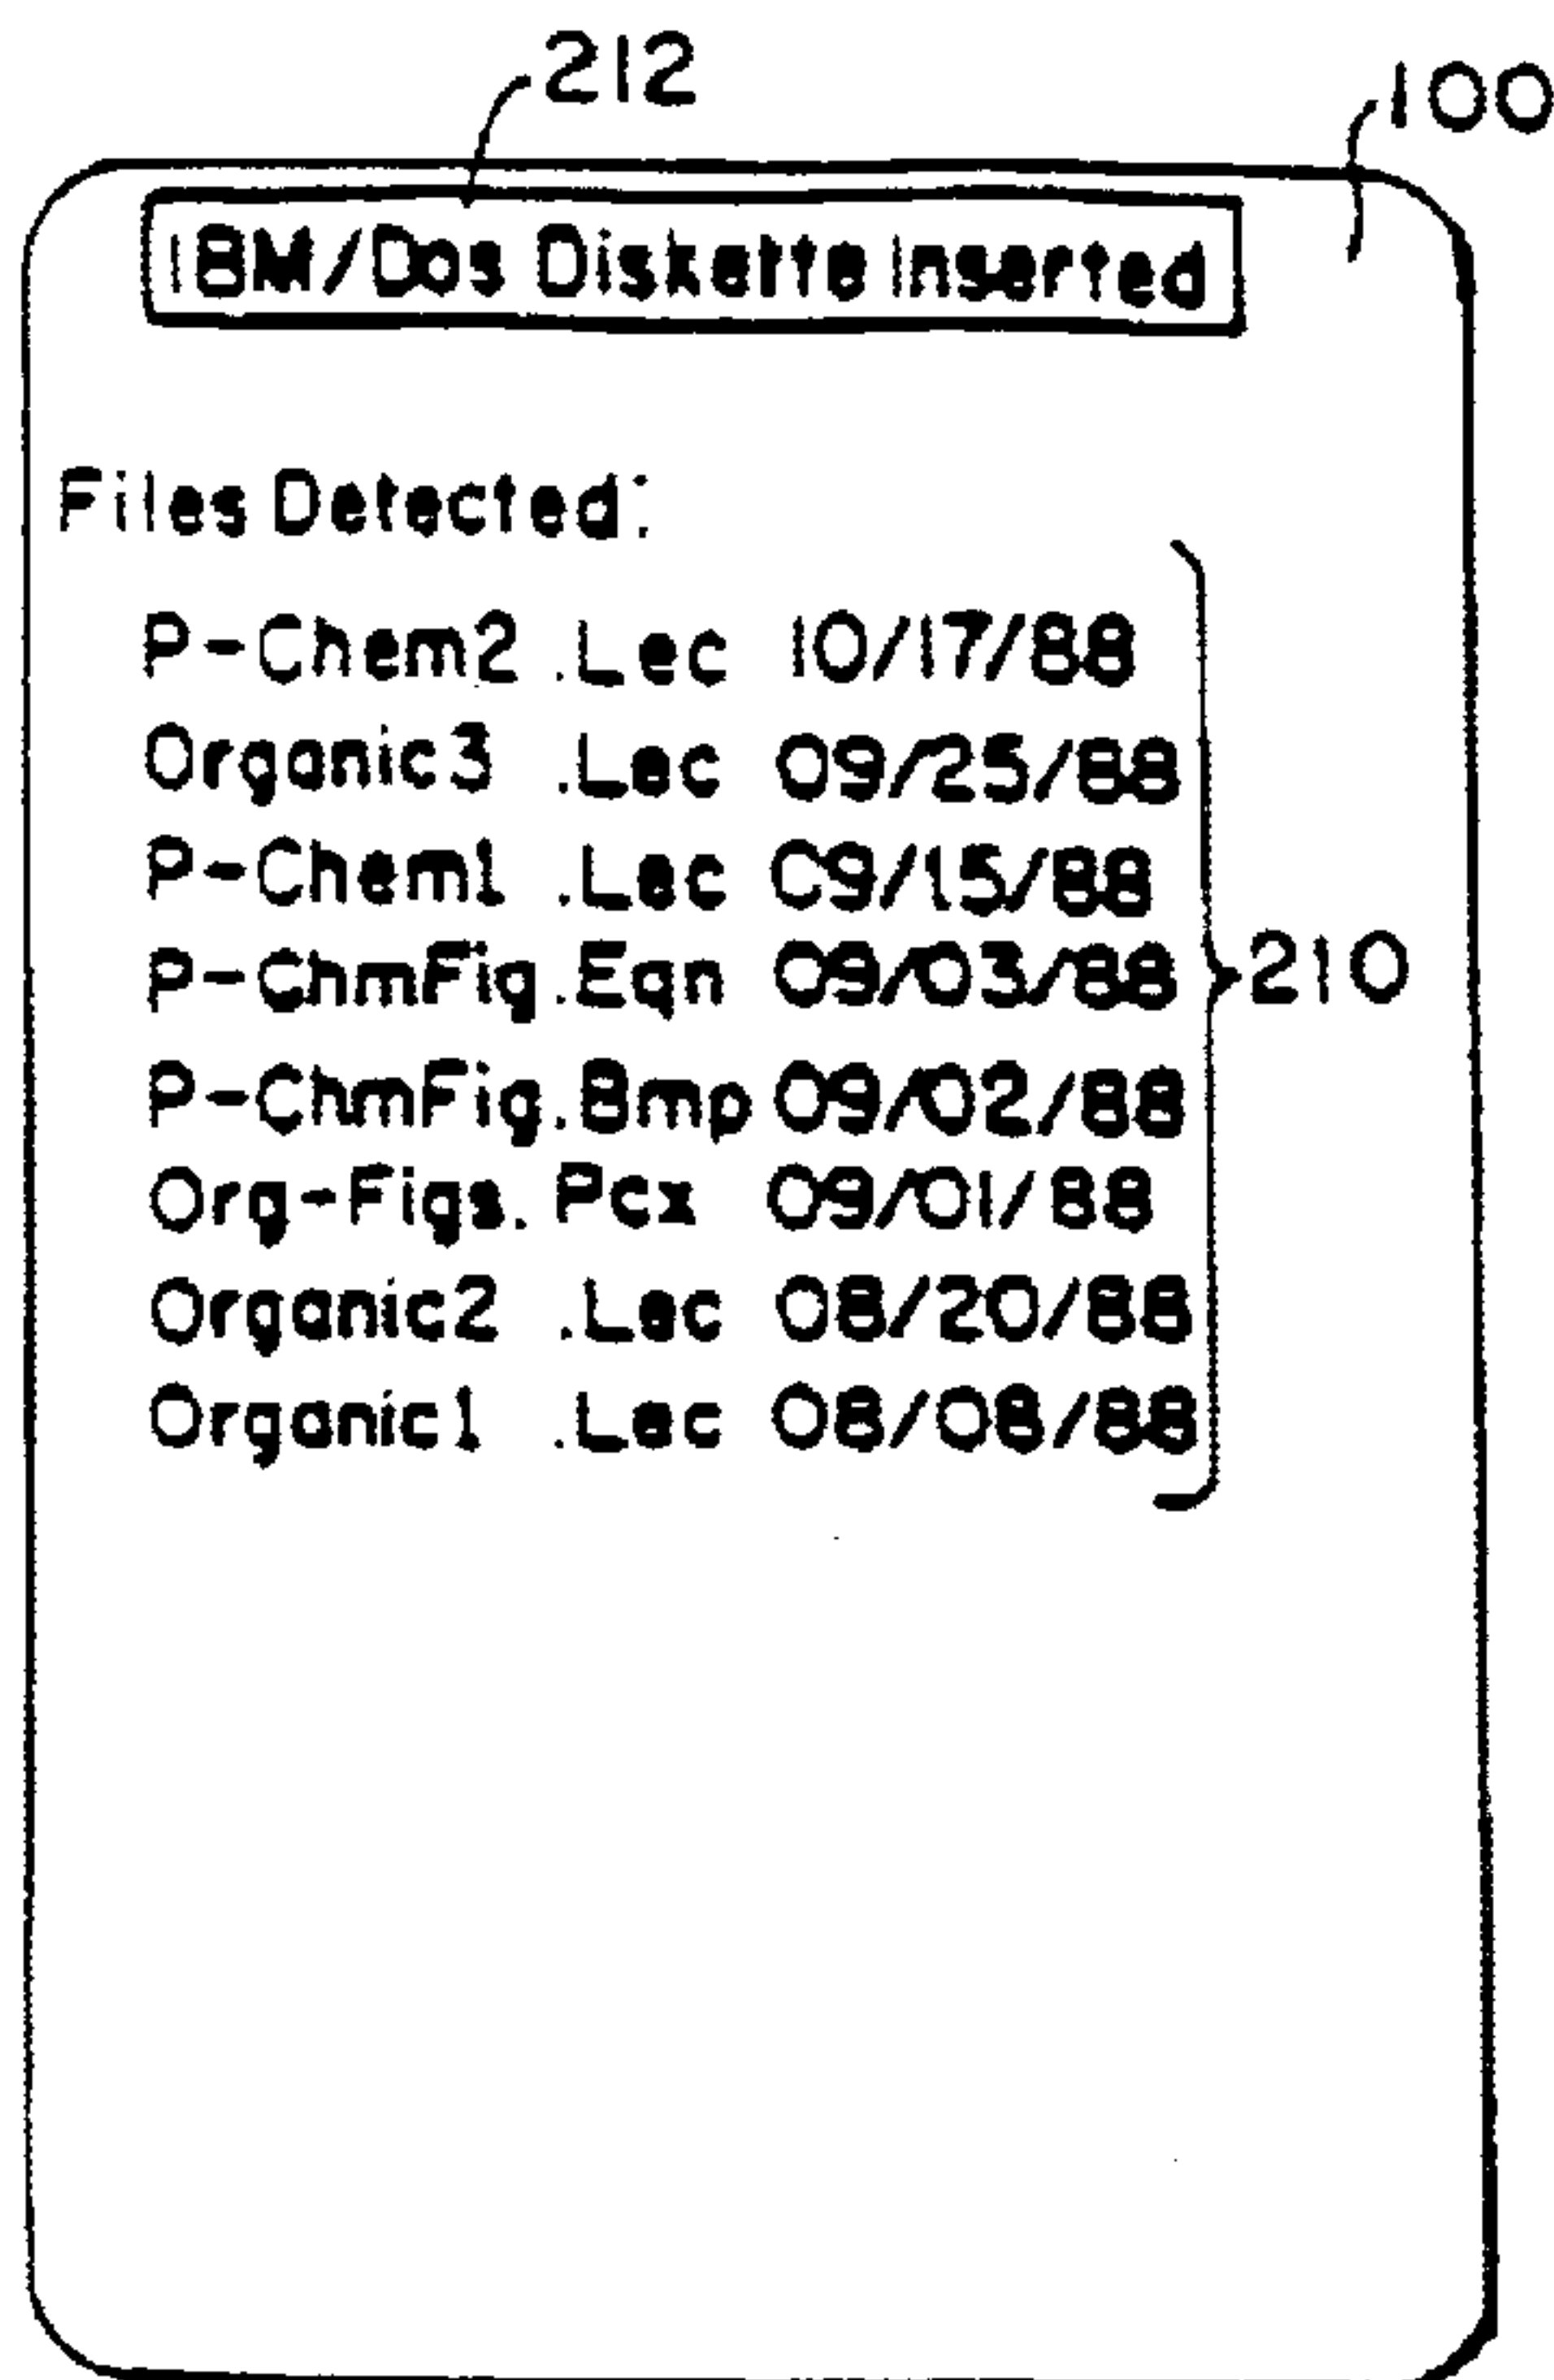 212
100
IBM/Dos Diskette Inserted
Files Detected:
P-Chem2 .Lec 10/17/88
Organic3 .Lec 09/25/88
P-Chem1 .Lec 09/15/88
P-ChmFig.Eqn 09/03/88
P-ChmFig.Bmp 09/02/88
Org-Figs.Pcx 09/01/88
Organic2 .Lec 08/20/88
Organic1 .Lec 08/08/88
210